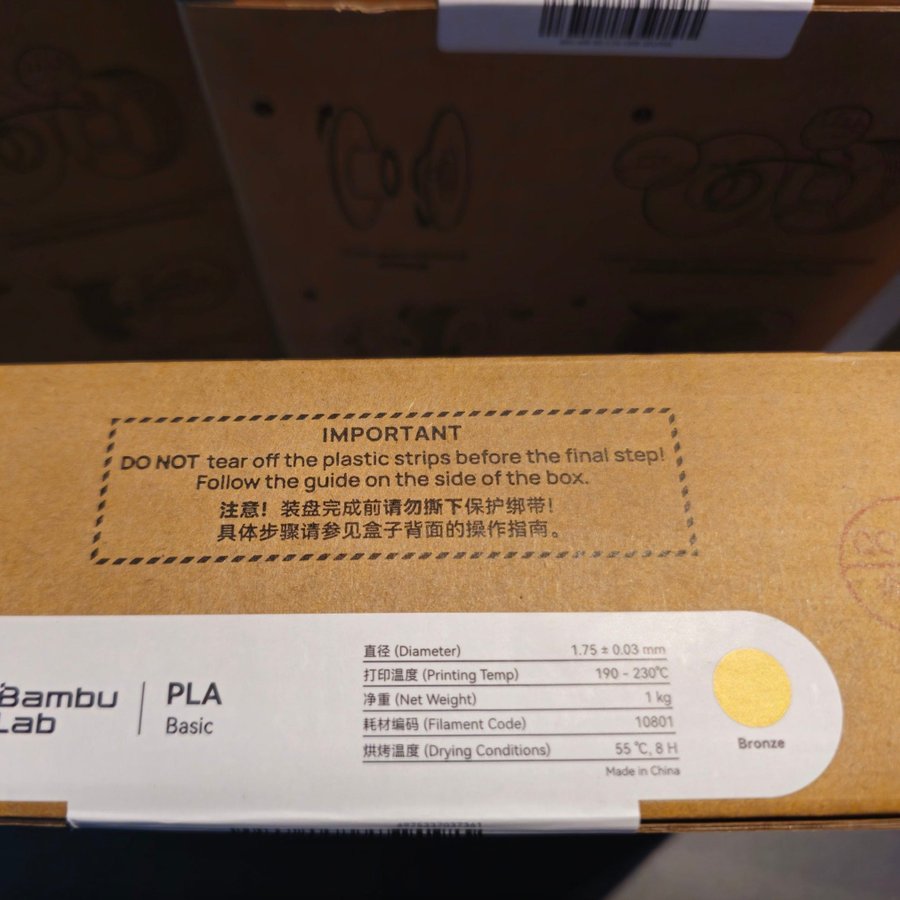 IMPORTANT
DO NOT tear off the plastic strips before the final step!
Follow the guide on the side of the box.
注意！装盘完成前请勿撕下保护绑带！
具体步骤请参见盒子背面的操作指南。
Bambu
Lab
PLA
Basic
直径 (Diameter) 1.75 ± 0.03 mm
打印温度 (Printing Temp) 190 - 230℃
净重 (Net Weight) 1 kg
耗材编码 (Filament Code) 10801
烘烤温度 (Drying Conditions) 55 ℃, 8 H
Made in China
Bronze